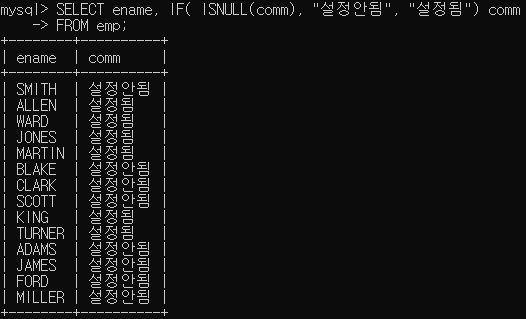 mysql> SELECT ename, IF( ISNULL(comm), "설정안됨", "설정됨") comm
    -> FROM emp;
+--------+----------+
| ename  | comm     |
+--------+----------+
| SMITH  | 설정안됨 |
| ALLEN  | 설정됨   |
| WARD   | 설정됨   |
| JONES  | 설정됨   |
| MARTIN | 설정됨   |
| BLAKE  | 설정안됨 |
| CLARK  | 설정안됨 |
| SCOTT  | 설정안됨 |
| KING   | 설정됨   |
| TURNER | 설정됨   |
| ADAMS  | 설정안됨 |
| JAMES  | 설정안됨 |
| FORD   | 설정안됨 |
| MILLER | 설정안됨 |
+--------+----------+